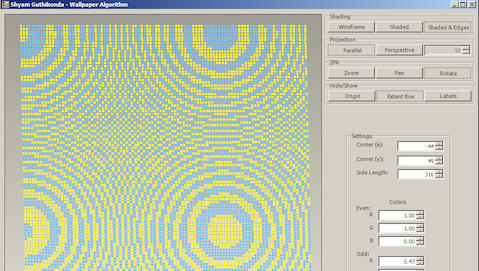 Shyam Guthikonda - Wallpaper Algorithm
Shading
Wireframe Shaded Shaded & Edges
Projection
Parallel Perspective 50
ZPR
Zoom Pan Rotate
Hide/Show
Origin Extent Box Labels
Settings
Corner (x): 44
Corner (y): 49
Side Length: 316
Colors
Even:
R 1.00
G 1.00
B 0.00
Odd:
R 0.47